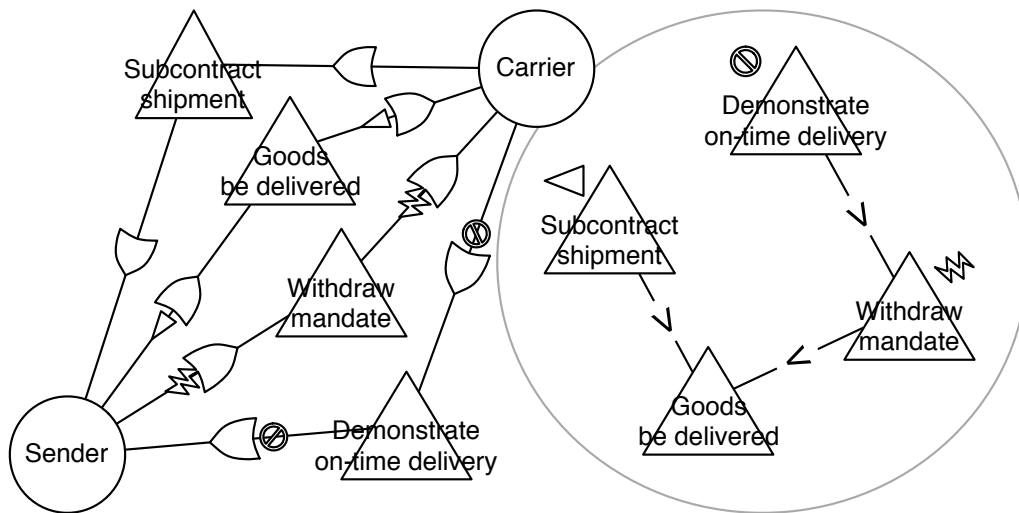 Subcontract
shipment
Carrier
Goods
be delivered
Withdraw
mandate
Sender
Demonstrate
on-time delivery
Demonstrate
on-time delivery
Subcontract
shipment
Withdraw
mandate
Goods
be delivered